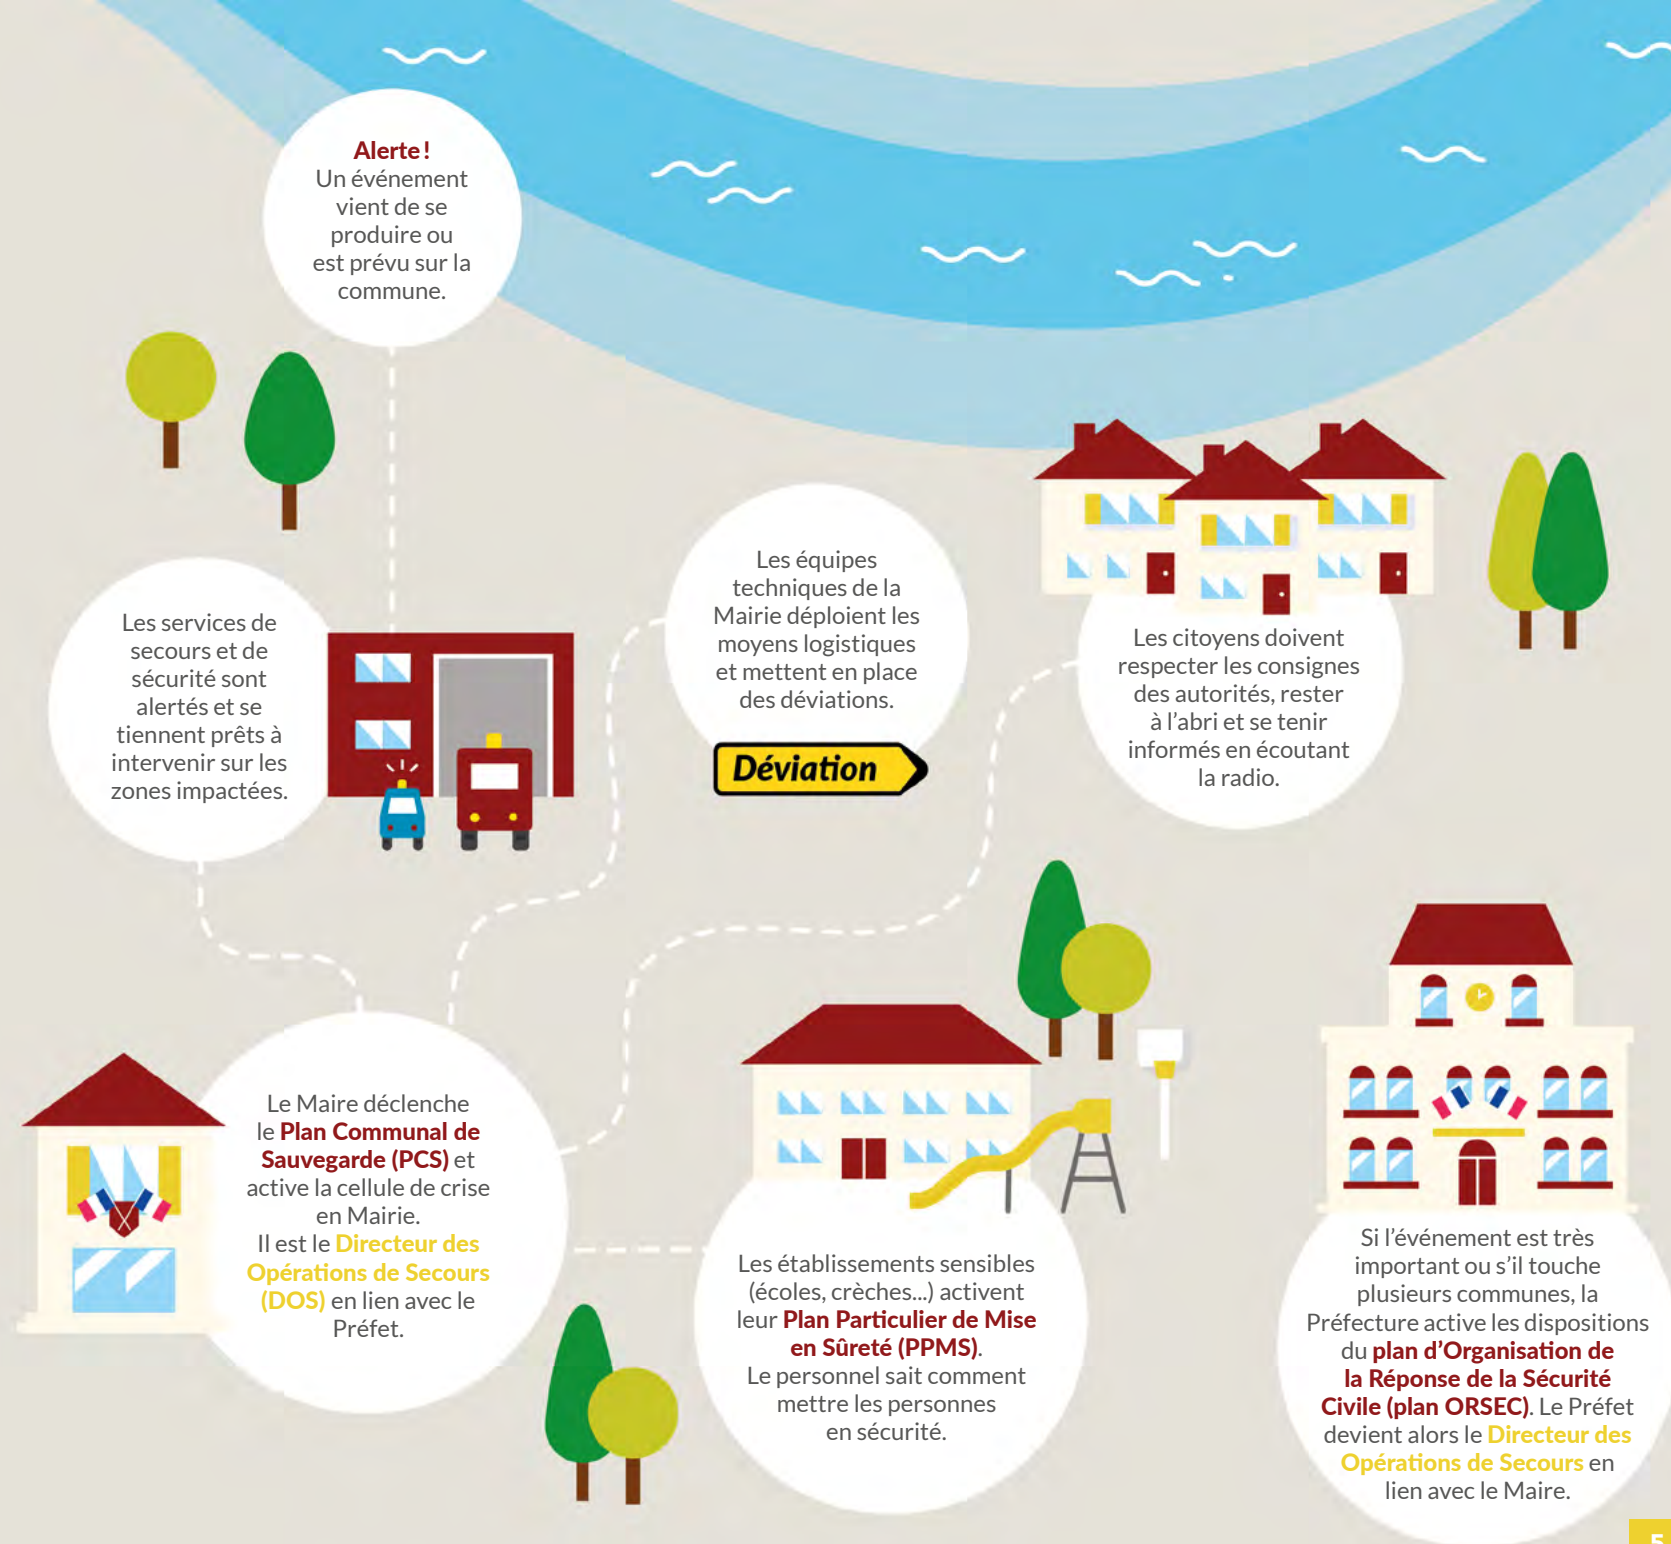 Alerte !
Un événement
vient de se
produire ou
est prévu sur la
commune.
Les services de
secours et de
sécurité sont
alertés et se
tiennent prêts à
intervenir sur les
zones impactées.
Les équipes
techniques de la
Mairie déploient les
moyens logistiques
et mettent en place
des déviations.
Déviation
Les citoyens doivent
respecter les consignes
des autorités, rester
à l’abri et se tenir
informés en écoutant
la radio.
Le Maire déclenche
le Plan Communal de
Sauvegarde (PCS) et
active la cellule de crise
en Mairie.
Il est le Directeur des
Opérations de Secours
(DOS) en lien avec le
Préfet.
Les établissements sensibles
(écoles, crèches...) activent
leur Plan Particulier de Mise
en Sûreté (PPMS).
Le personnel sait comment
mettre les personnes
en sécurité.
Si l’événement est très
important ou s’il touche
plusieurs communes, la
Préfecture active les dispositions
du plan d’Organisation de
la Réponse de la Sécurité
Civile (plan ORSEC). Le Préfet
devient alors le Directeur des
Opérations de Secours en
lien avec le Maire.
5